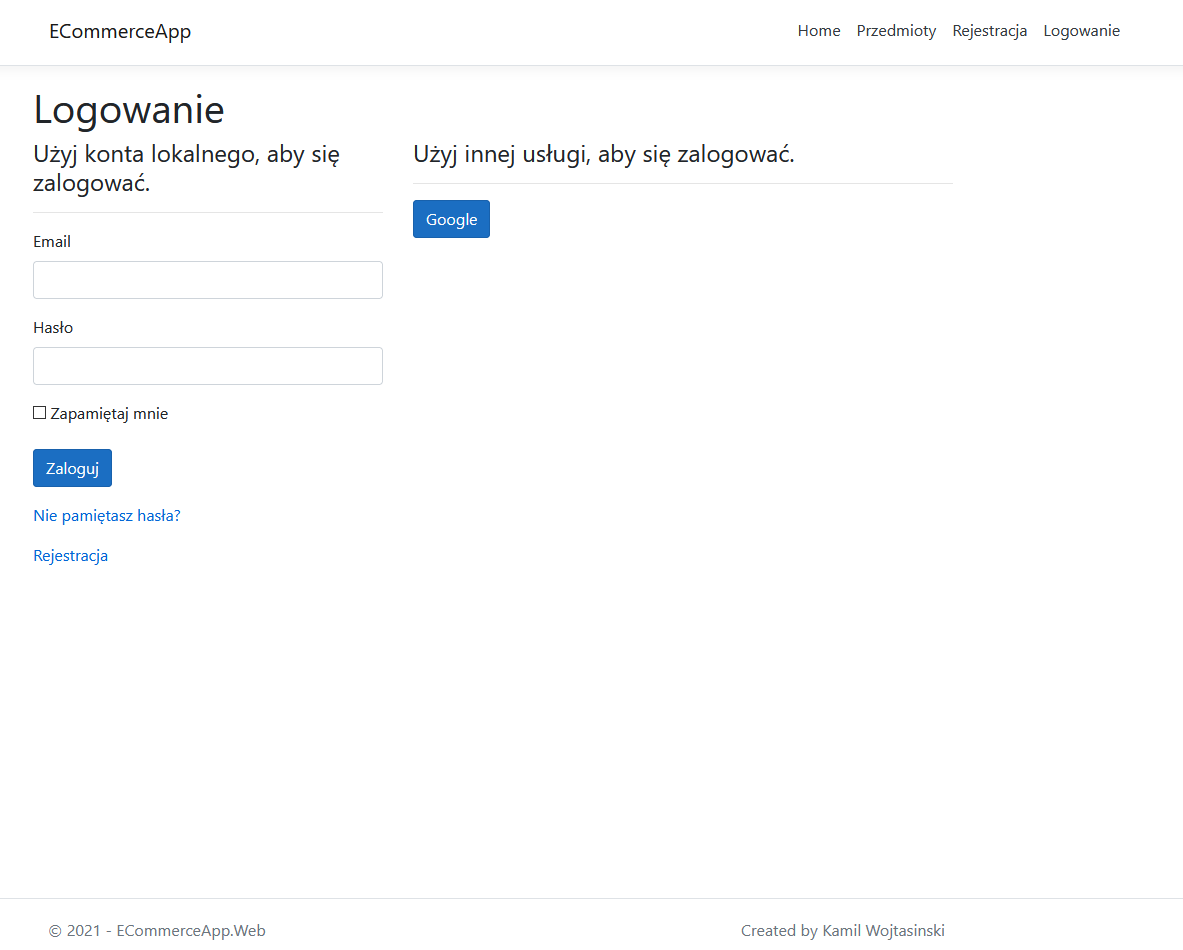 ECommerceApp
Home Przedmioty Rejestracja Logowanie
Logowanie
Użyj konta lokalnego, aby się
zalogować.
Email
Hasło
Zapamiętaj mnie
Zaloguj
Nie pamiętasz hasła?
Rejestracja
Użyj innej usługi, aby się zalogować.
Google
© 2021 - ECommerceApp.Web
Created by Kamil Wojtasinski